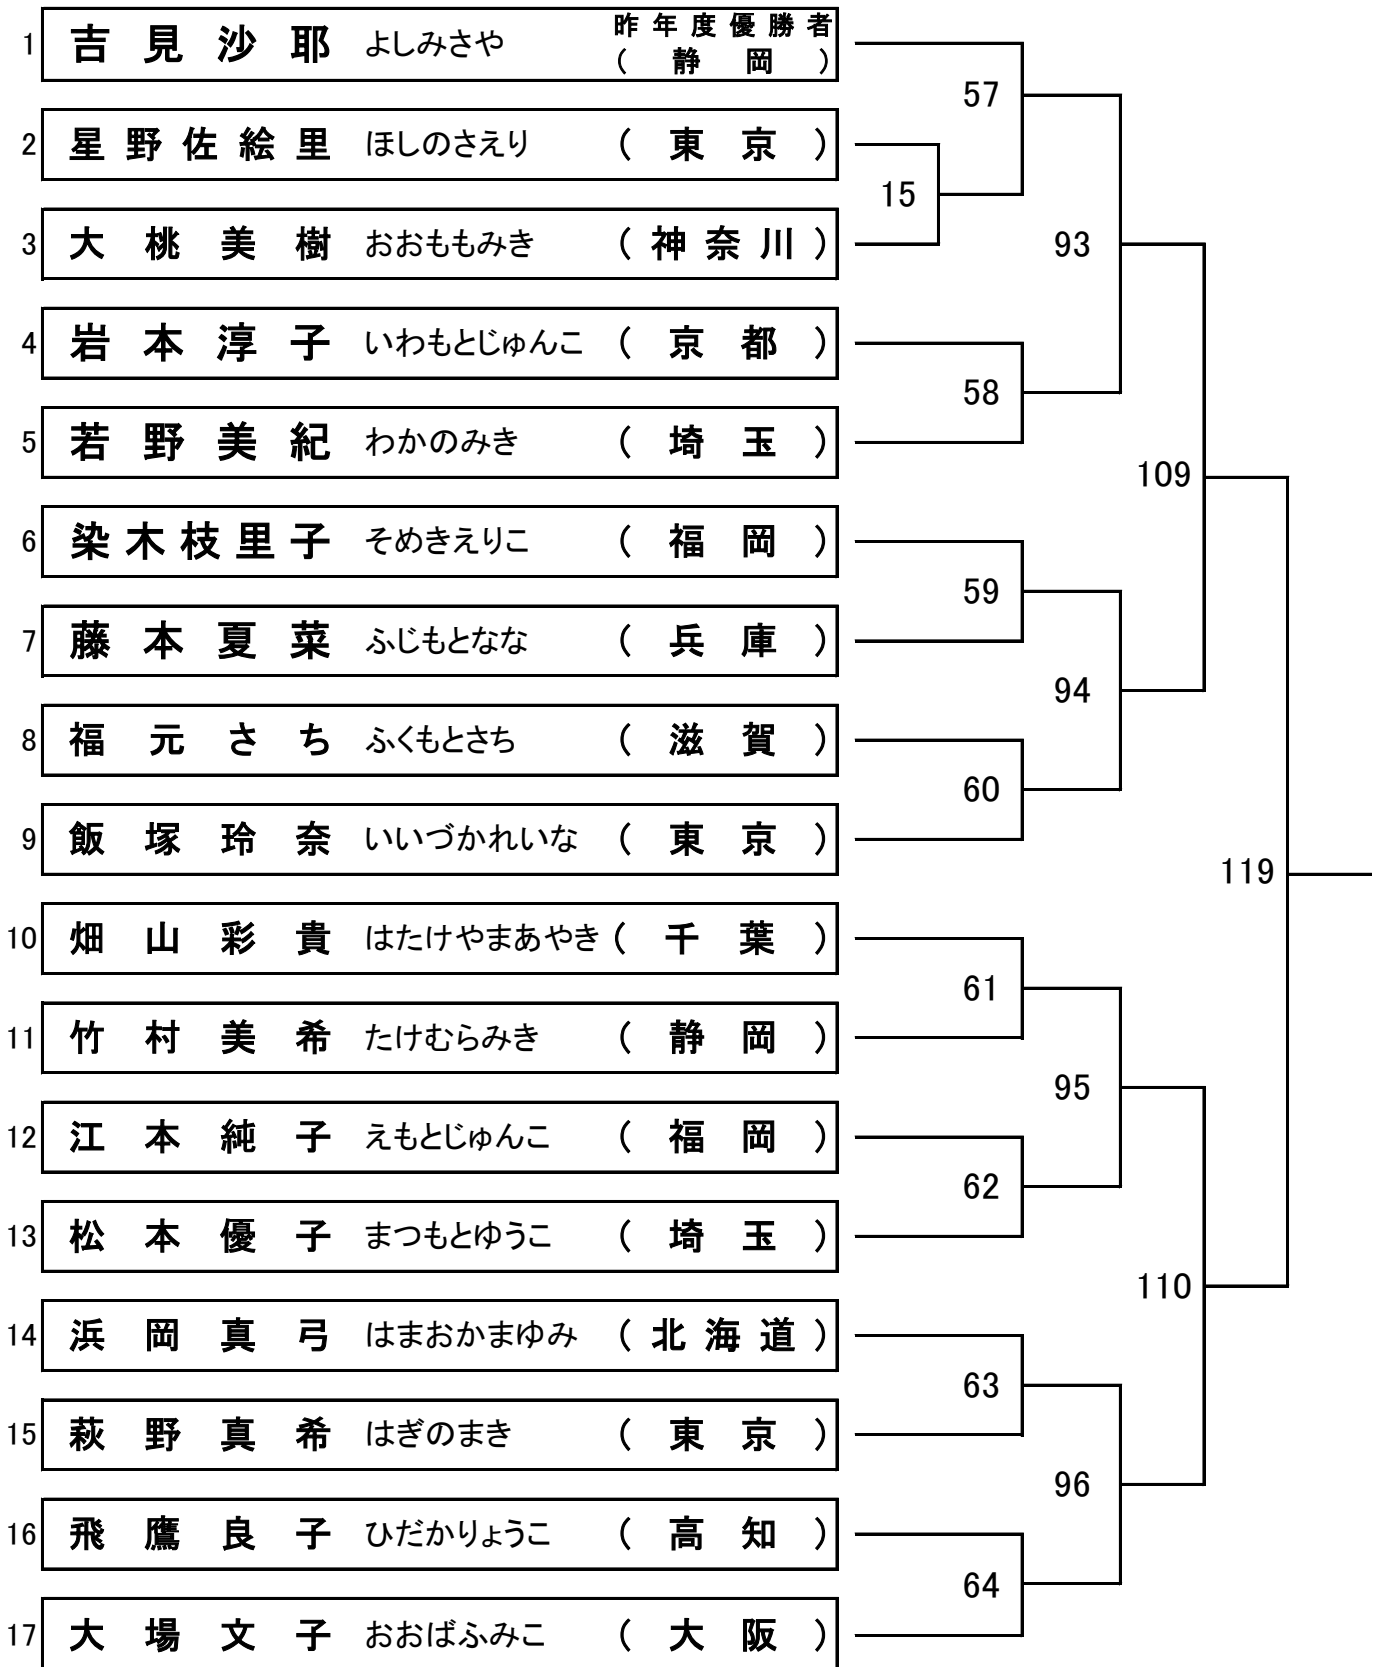 1 吉見沙耶 よしみさや 昨年度優勝者
(静岡)
57
2 星野佐絵里 ほしのさえり (東京)
15
3 大桃美樹 おおももみき (神奈川)
93
4 岩本淳子 いわもとじゅんこ (京都)
58
5 若野美紀 わかのみき (埼玉)
109
6 染木枝里子 そめきえりこ (福岡)
59
7 藤本夏菜 ふじもとなな (兵庫)
94
8 福元さち ふくもとさち (滋賀)
60
9 飯塚玲奈 いいづかれいな (東京)
119
10 畑山彩貴 はたけやまあやき (千葉)
61
11 竹村美希 たけむらみき (静岡)
95
12 江本純子 えもとじゅんこ (福岡)
62
13 松本優子 まつもとゆうこ (埼玉)
110
14 浜岡真弓 はまおかまゆみ (北海道)
63
15 萩野真希 はぎのまき (東京)
96
16 飛鷹良子 ひだかりょうこ (高知)
64
17 大場文子 おおばふみこ (大阪)